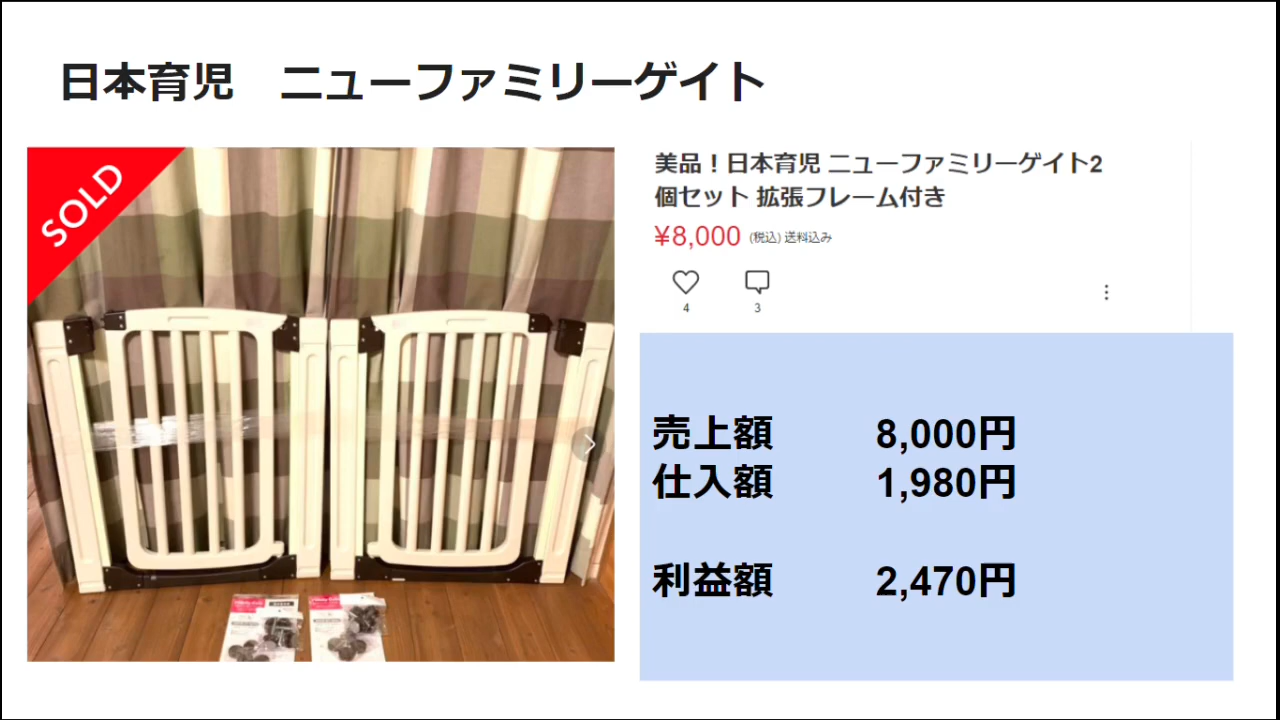 日本育児　ニューファミリーゲイト
SOLD
美品！日本育児 ニューファミリーゲイト2
個セット 拡張フレーム付き
¥8,000 (税込) 送料込み
4 3
売上額 8,000円
仕入額 1,980円
利益額 2,470円